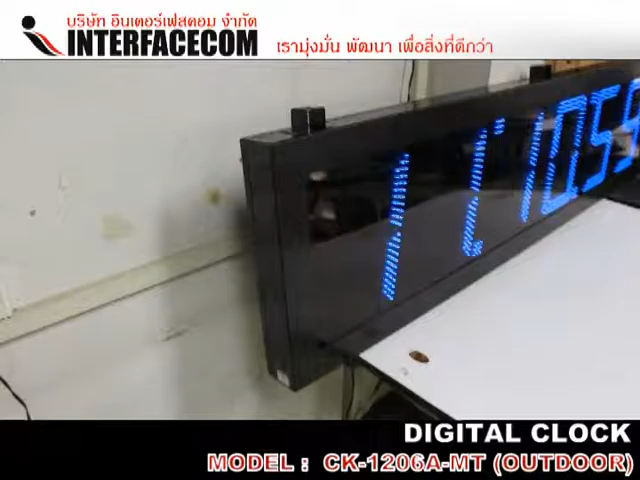 บริษัท อินเตอร์เฟสคอม จำกัด
INTERFACECOM
เรามุ่งมั่น พัฒนา เพื่อสิ่งที่ดีกว่า
DIGITAL CLOCK
MODEL : CK-1206A-MT (OUTDOOR)